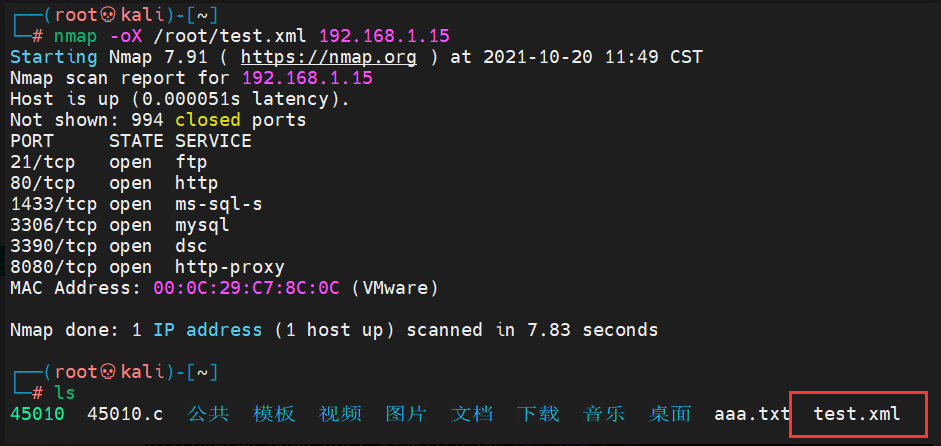 ┌──(root💀kali)-[~]
└─# nmap -oX /root/test.xml 192.168.1.15
Starting Nmap 7.91 ( https://nmap.org ) at 2021-10-20 11:49 CST
Nmap scan report for 192.168.1.15
Host is up (0.000051s latency).
Not shown: 994 closed ports
PORT     STATE SERVICE
21/tcp   open  ftp
80/tcp   open  http
1433/tcp open  ms-sql-s
3306/tcp open  mysql
3390/tcp open  dsc
8080/tcp open  http-proxy
MAC Address: 00:0C:29:C7:8C:0C (VMware)
Nmap done: 1 IP address (1 host up) scanned in 7.83 seconds
┌──(root💀kali)-[~]
└─# ls
45010  45010.c  公共  模板  视频  图片  文档  下载  音乐  桌面  aaa.txt  test.xml